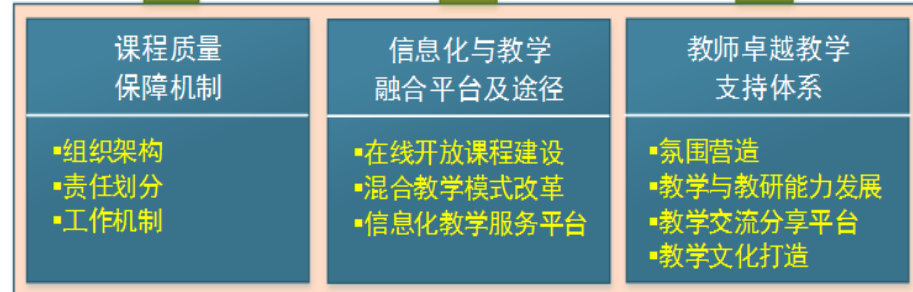 课程质量
保障机制
▪组织架构
▪责任划分
▪工作机制
信息化与教学
融合平台及途径
▪在线开放课程建设
▪混合教学模式改革
▪信息化教学服务平台
教师卓越教学
支持体系
▪氛围营造
▪教学与教研能力发展
▪教学交流分享平台
▪教学文化打造